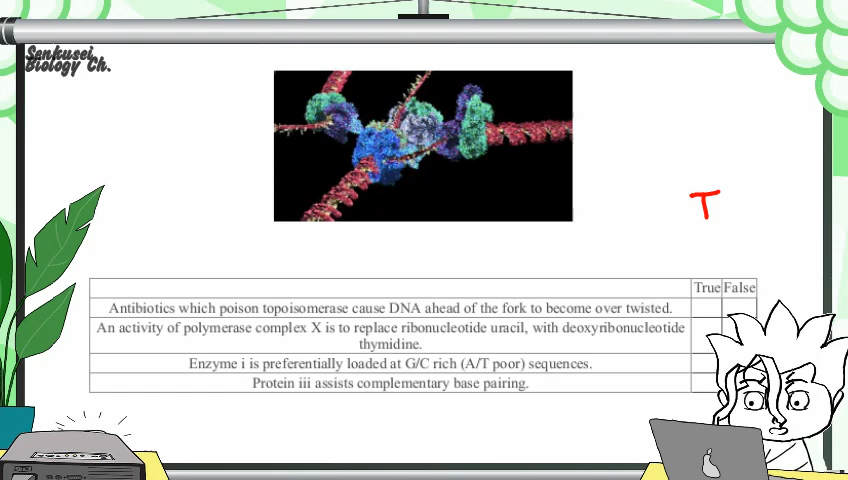 Senkusei
Biology Ch.
T
True False
Antibiotics which poison topoisomerase cause DNA ahead of the fork to become over twisted.
An activity of polymerase complex X is to replace ribonucleotide uracil, with deoxyribonucleotide
thymidine.
Enzyme i is preferentially loaded at G/C rich (A/T poor) sequences.
Protein iii assists complementary base pairing.